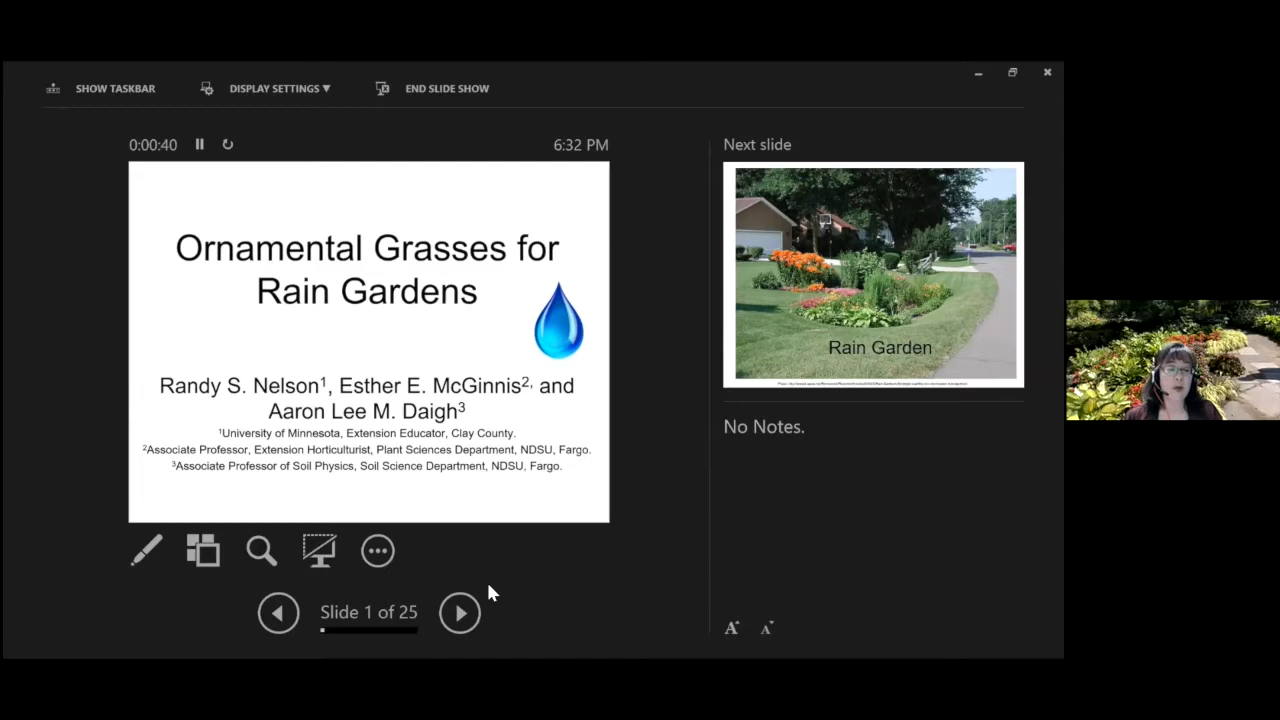 SHOW TASKBAR
DISPLAY SETTINGS ▼
END SLIDE SHOW
0:00:40
6:32 PM
Ornamental Grasses for
Rain Gardens
Randy S. Nelson¹, Esther E. McGinnis², and
Aaron Lee M. Daigh³
¹University of Minnesota, Extension Educator, Clay County.
²Associate Professor, Extension Horticulturist, Plant Sciences Department, NDSU, Fargo.
³Associate Professor of Soil Physics, Soil Science Department, NDSU, Fargo.
Slide 1 of 25
Next slide
Rain Garden
No Notes.
A A